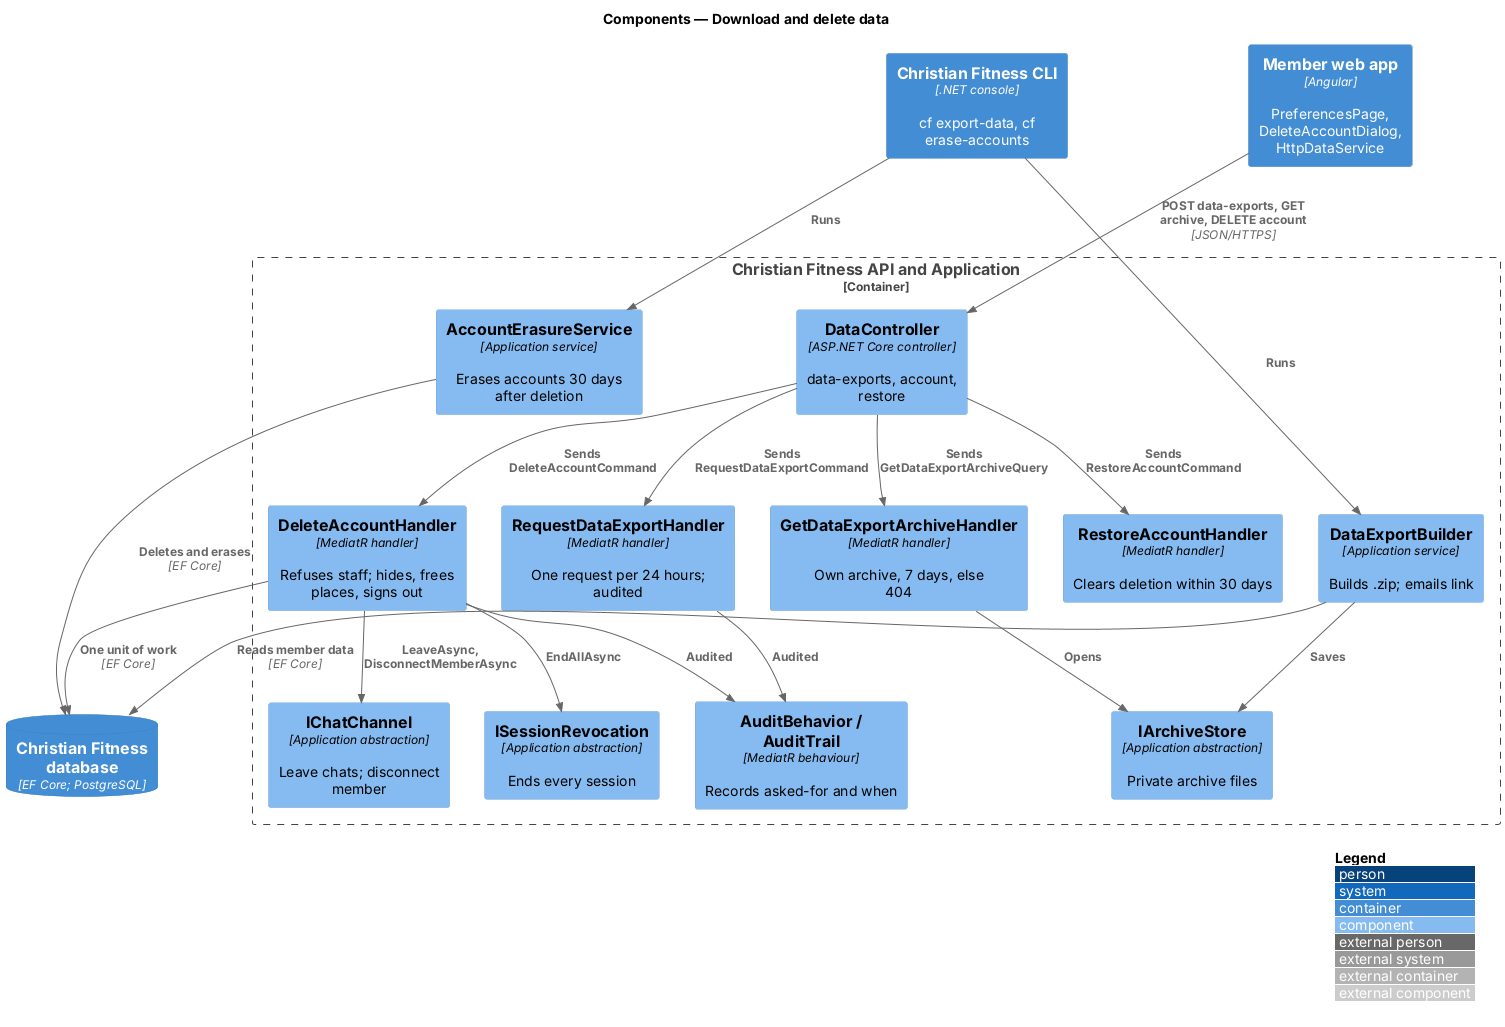 Components — Download and delete data
Christian Fitness CLI
[.NET console]
cf export-data, cf
erase-accounts
Member web app
[Angular]
PreferencesPage,
DeleteAccountDialog,
HttpDataService
Runs
POST data-exports, GET
archive, DELETE account
[JSON/HTTPS]
Christian Fitness API and Application
[Container]
AccountErasureService
[Application service]
Erases accounts 30 days
after deletion
DataController
[ASP.NET Core controller]
data-exports, account,
restore
Runs
Sends
DeleteAccountCommand
Sends
RequestDataExportCommand
Sends
GetDataExportArchiveQuery
Sends
RestoreAccountCommand
DeleteAccountHandler
[MediatR handler]
Refuses staff; hides, frees
places, signs out
RequestDataExportHandler
[MediatR handler]
One request per 24 hours;
audited
GetDataExportArchiveHandler
[MediatR handler]
Own archive, 7 days, else
404
RestoreAccountHandler
[MediatR handler]
Clears deletion within 30 days
DataExportBuilder
[Application service]
Builds .zip; emails link
Deletes and erases
[EF Core]
One unit of work
[EF Core]
Reads member data
[EF Core]
LeaveAsync,
DisconnectMemberAsync
EndAllAsync
Audited
Audited
Opens
Saves
Christian Fitness
database
[EF Core; PostgreSQL]
IChatChannel
[Application abstraction]
Leave chats; disconnect
member
ISessionRevocation
[Application abstraction]
Ends every session
AuditBehavior /
AuditTrail
[MediatR behaviour]
Records asked-for and when
IArchiveStore
[Application abstraction]
Private archive files
Legend
person
system
container
component
external person
external system
external container
external component